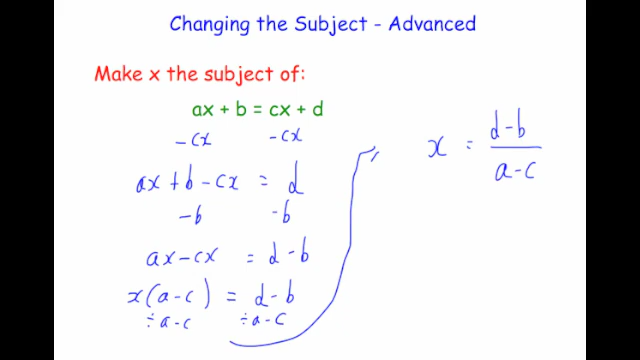 Changing the Subject - Advanced
Make x the subject of:
ax + b = cx + d
-cx -cx
ax + b - cx = d
-b -b
ax - cx = d - b
x(a - c) = d - b
÷a-c ÷a-c
x = d-b
a-c